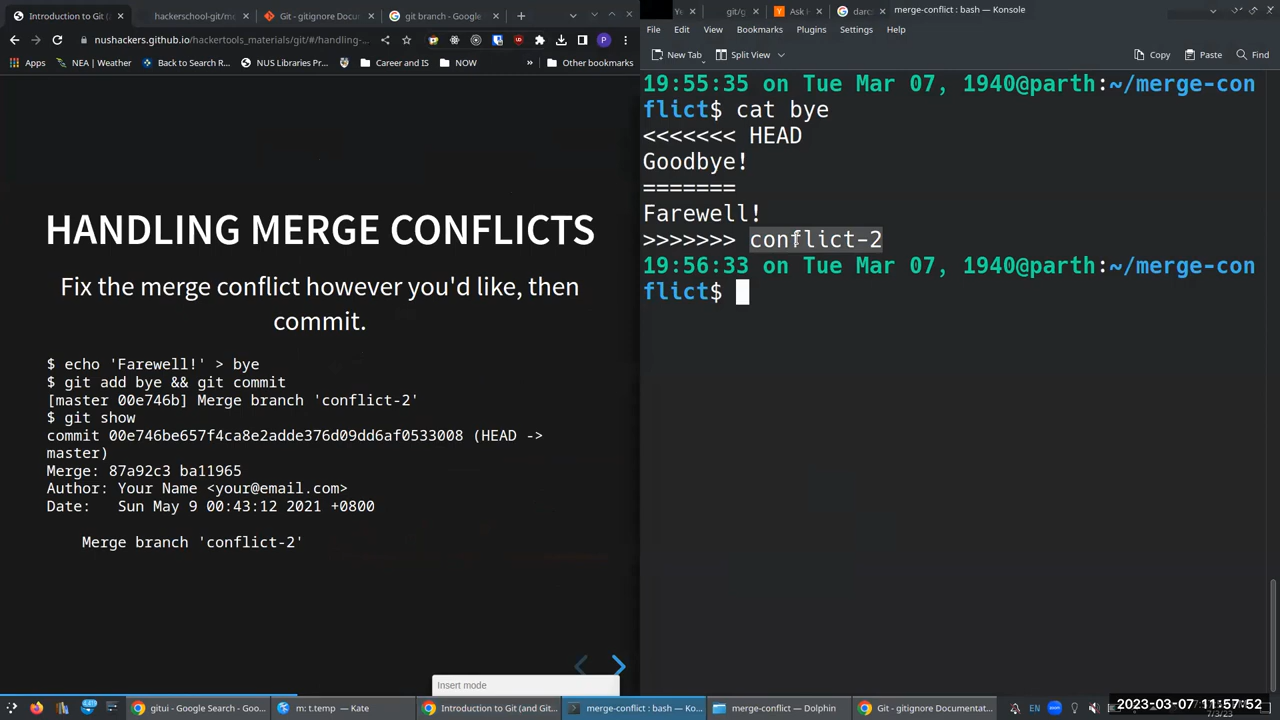 Introduction to Git (
hackerschool-git/m
Git - gitignore Docu
git branch - Google
nushackers.github.io/hackertools_materials/git/#/handling-...
Apps
NEA | Weather
Back to Search R...
NUS Libraries Pr...
Career and IS
NOW
»
Other bookmarks
HANDLING MERGE CONFLICTS
Fix the merge conflict however you'd like, then
commit.
$ echo 'Farewell!' > bye
$ git add bye && git commit
[master 00e746b] Merge branch 'conflict-2'
$ git show
commit 00e746be657f4ca8e2adde376d09dd6af0533008 (HEAD ->
master)
Merge: 87a92c3 ba11965
Author: Your Name <your@email.com>
Date:   Sun May 9 00:43:12 2021 +0800
Merge branch 'conflict-2'
Insert mode
git/g
Ask H
darc
merge-conflict : bash — Konsole
File
Edit
View
Bookmarks
Plugins
Settings
Help
New Tab
Split View
Copy
Paste
Find
19:55:35 on Tue Mar 07, 1940@parth:~/merge-con
flict$ cat bye
<<<<<<< HEAD
Goodbye!
=======
Farewell!
>>>>>>> conflict-2
19:56:33 on Tue Mar 07, 1940@parth:~/merge-con
flict$
gitui - Google Search - Goo...
m: t.temp — Kate
Introduction to Git (and Git...
merge-conflict : bash — Ko...
merge-conflict — Dolphin
Git - gitignore Documentat...
EN
2023-03-07 11:57:52
7/3/23